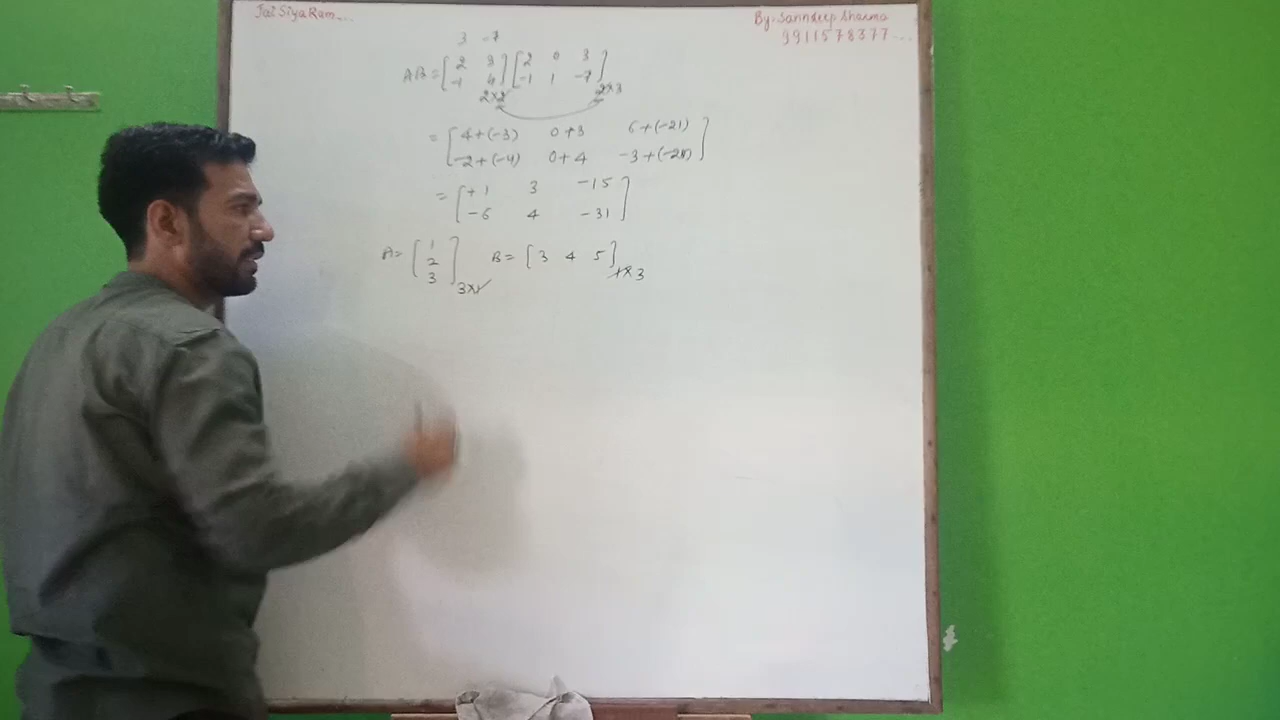 Jai Siya Ram...
By:- Sanndeep Sharma
9911578377...
3 -7
AB = [ 2 3 ] [ 2 0 3 ]
[ -1 4 ] [ -1 1 -7 ]
2×2 2×3
= [ 4+(-3) 0+3 6+(-21) ]
[ -2+(-4) 0+4 -3+(-28) ]
= [ +1 3 -15 ]
[ -6 4 -31 ]
A = [ 1 2 3 ] 3×1 B = [ 3 4 5 ] 1×3